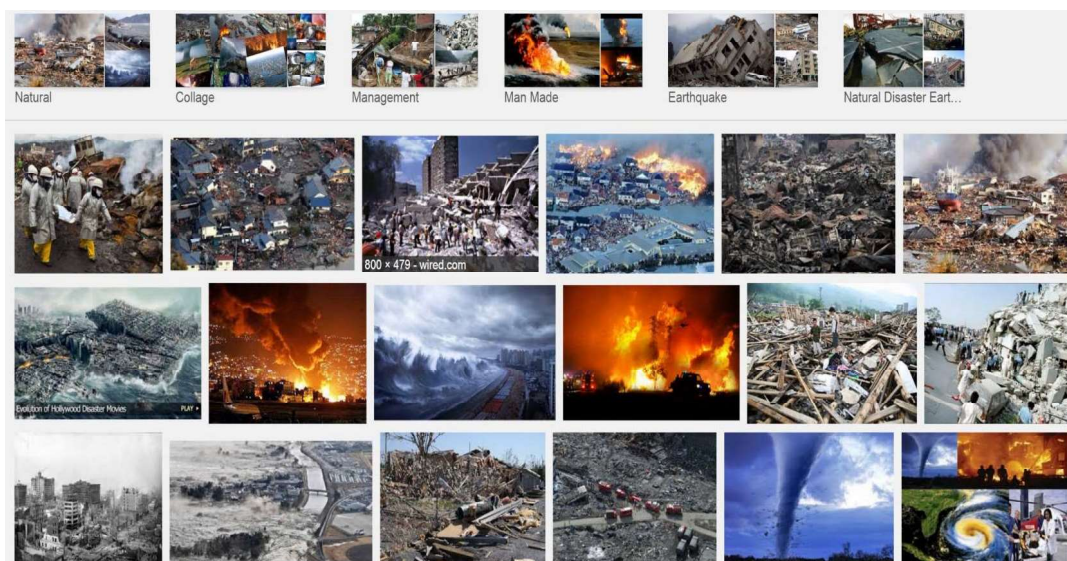 Natural
Collage
Management
Man Made
Earthquake
Natural Disaster Eart...
800 × 479 - wired.com
Evolution of Hollywood Disaster Movies
PLAY